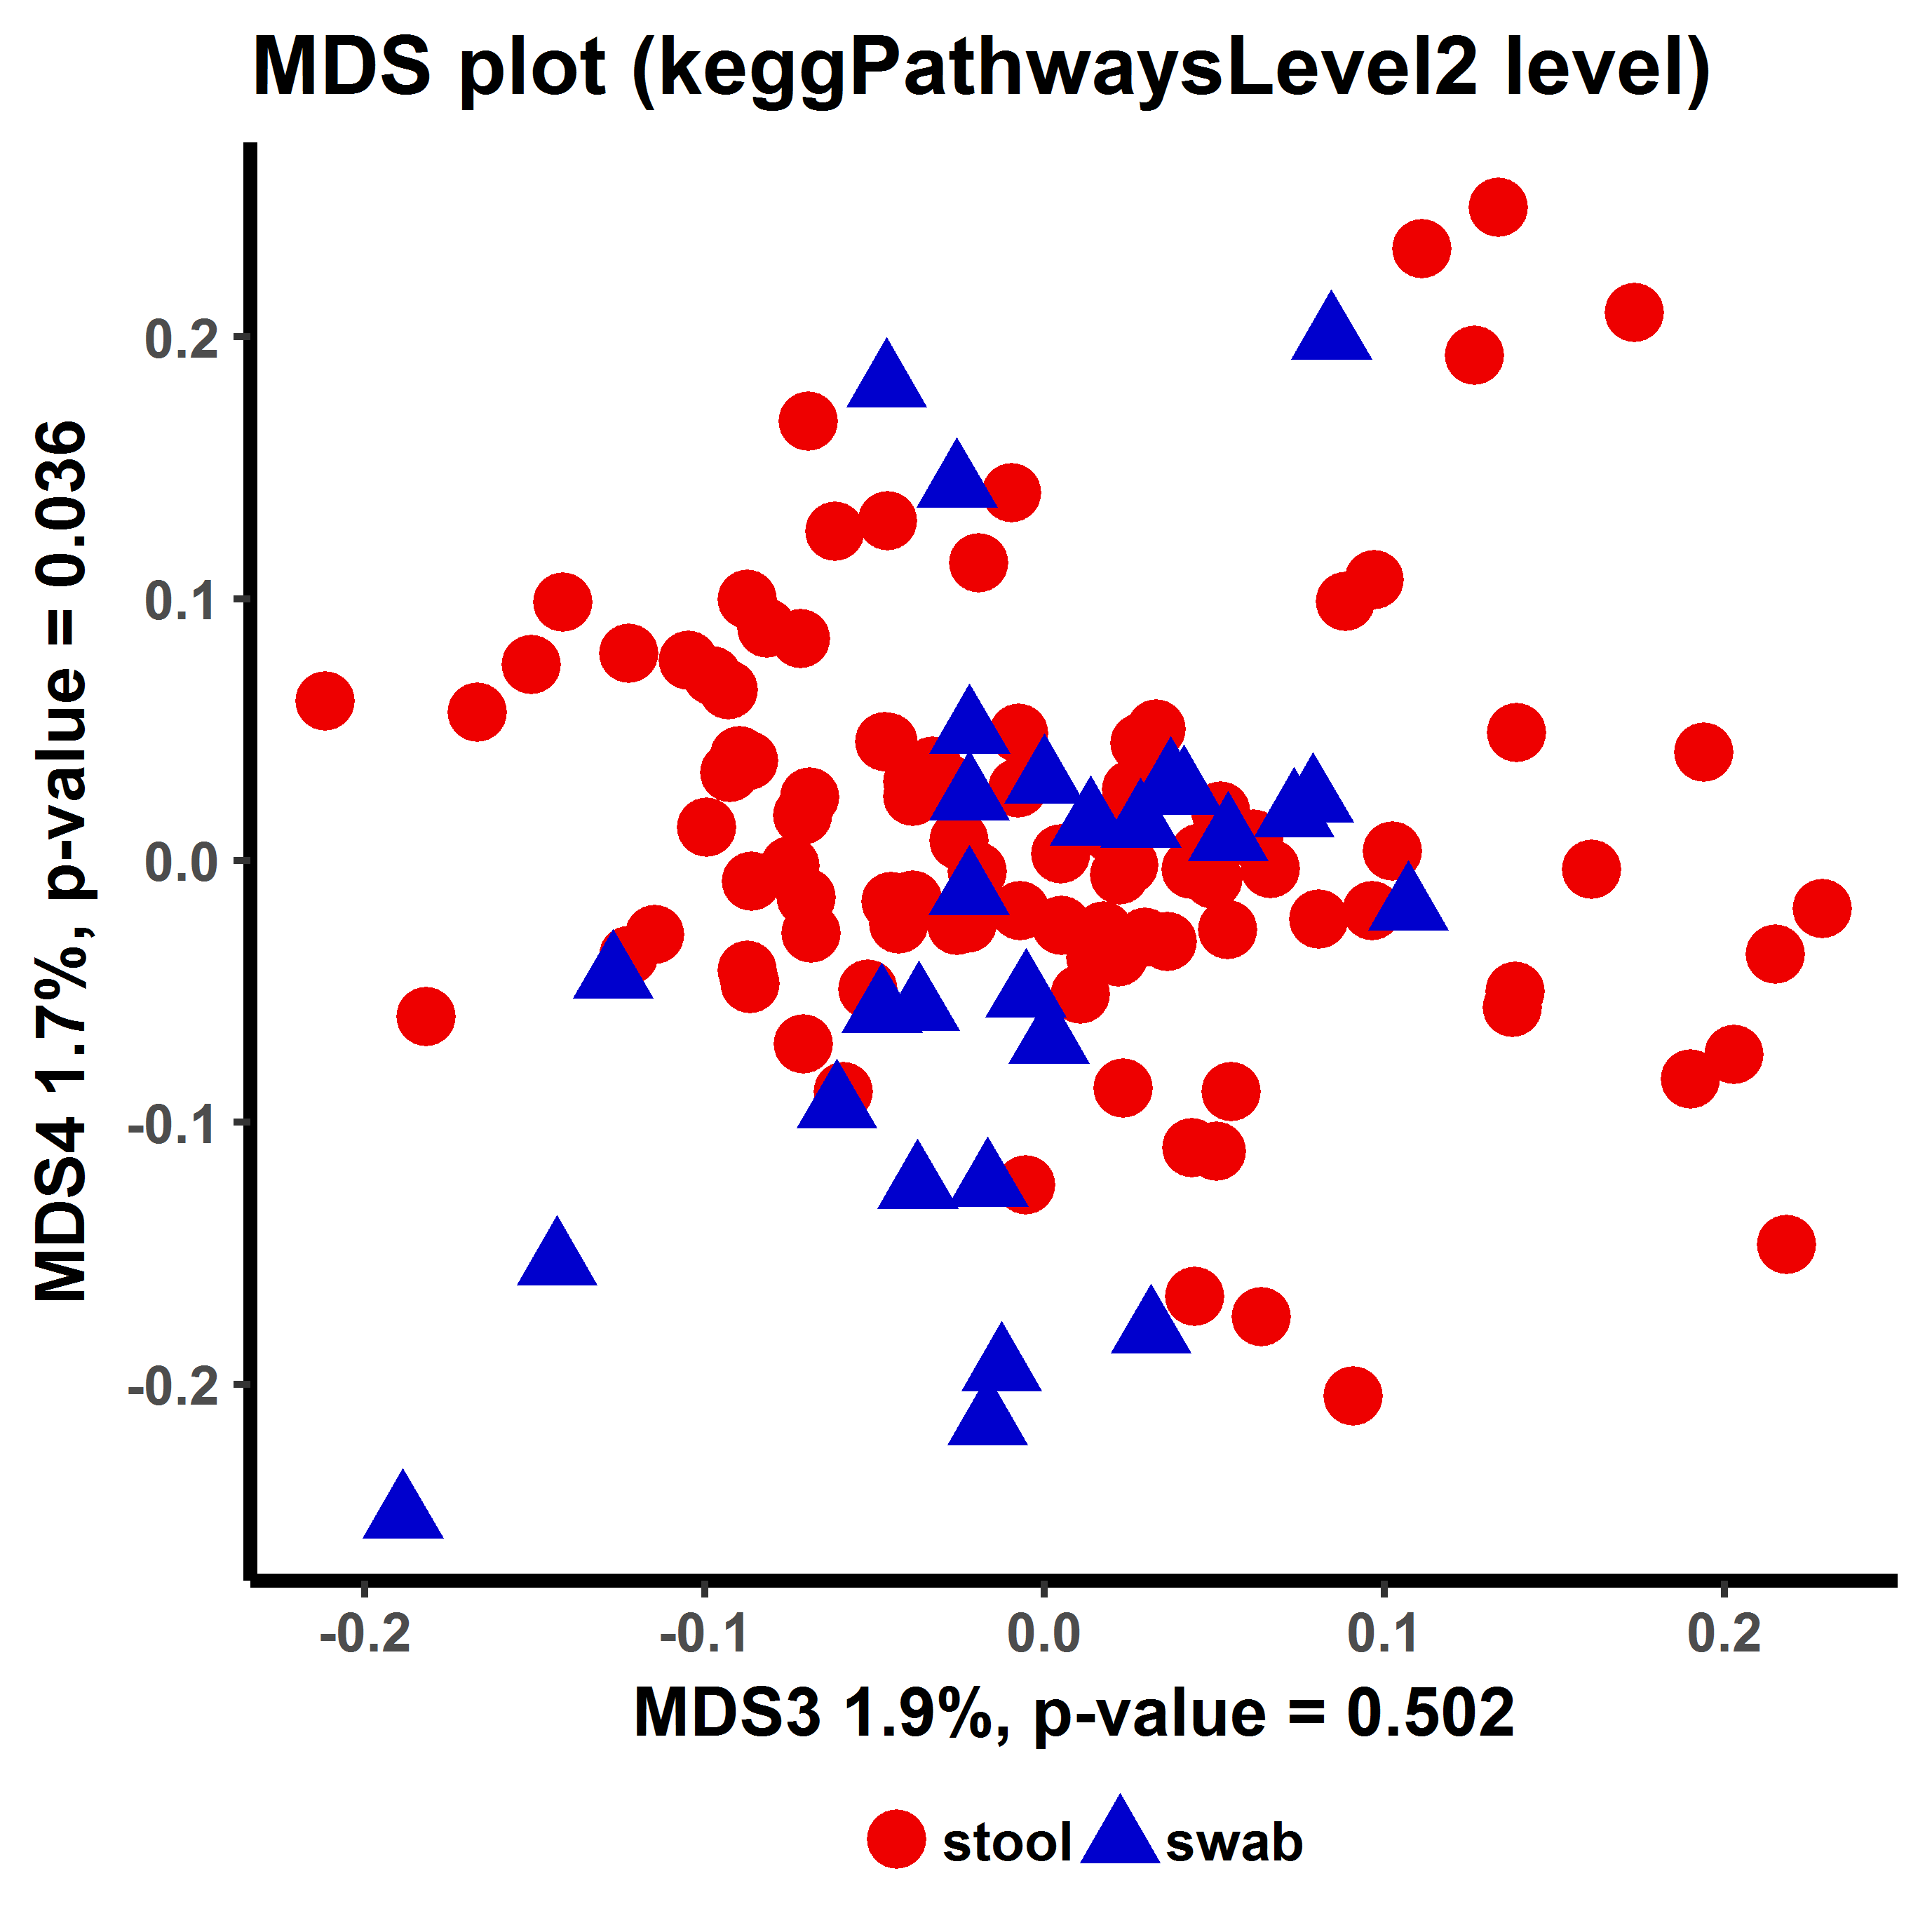 MDS plot (keggPathwaysLevel2 level)
MDS4 1.7%, p-value = 0.036
0.2
0.1
0.0
-0.1
-0.2
-0.2 -0.1 0.0 0.1 0.2
MDS3 1.9%, p-value = 0.502
stool swab